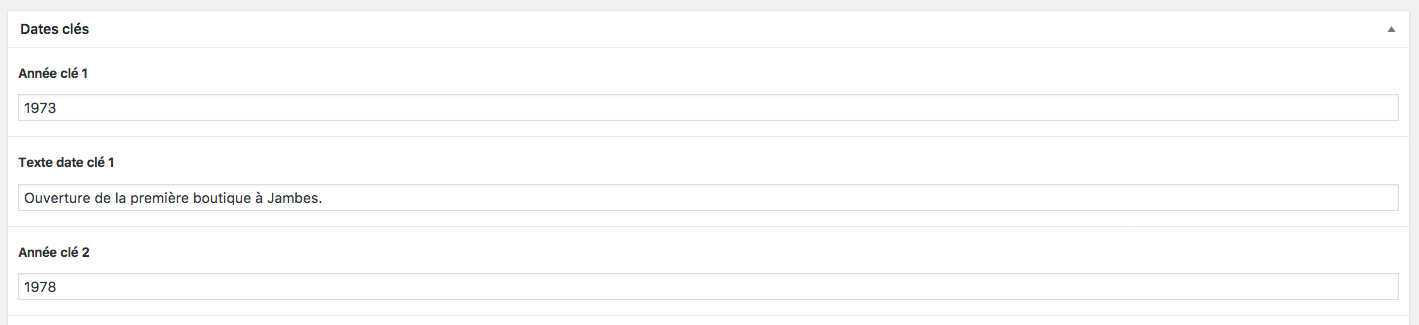 Dates clés
Année clé 1
1973
Texte date clé 1
Ouverture de la première boutique à Jambes.
Année clé 2
1978